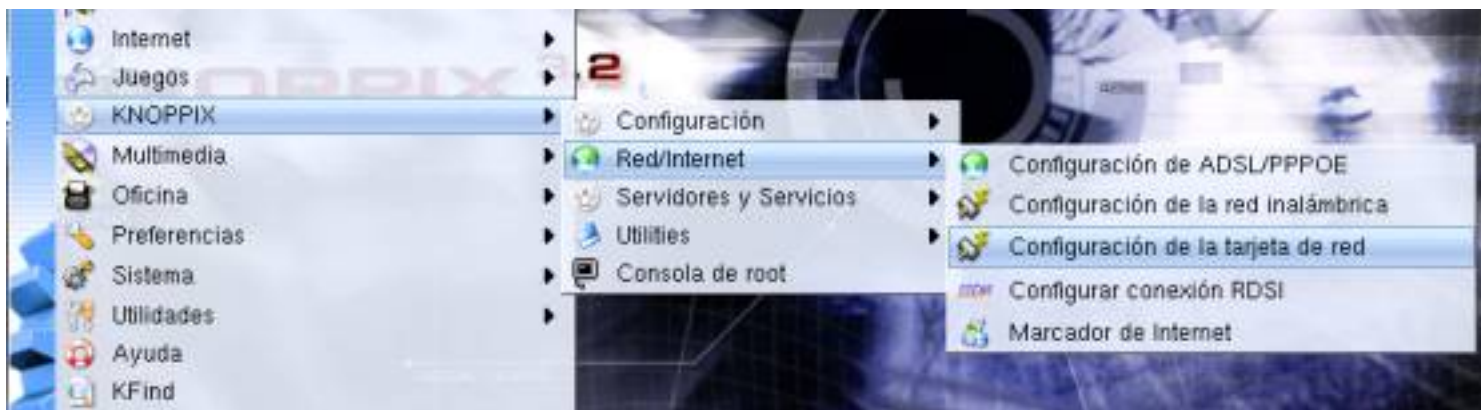 Internet
Juegos
KNOPPIX
Multimedia
Oficina
Preferencias
Sistema
Utilidades
Ayuda
KFind
.2
Configuración
Red/Internet
Servidores y Servicios
Utilities
Consola de root
Configuración de ADSL/PPPOE
Configuración de la red inalámbrica
Configuración de la tarjeta de red
Configurar conexión RDSI
Marcador de Internet